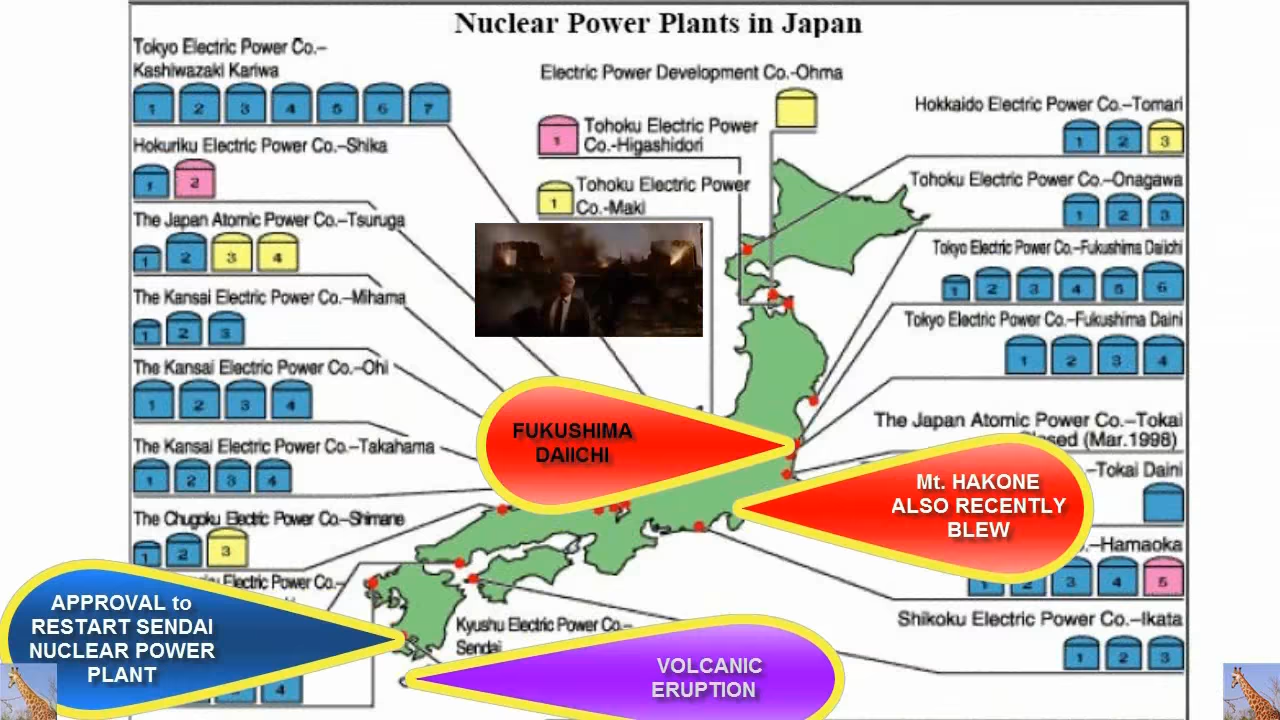 Nuclear Power Plants in Japan
Tokyo Electric Power Co.–
Kashiwazaki Kariwa
1 2 3 4 5 6 7
Hokuriku Electric Power Co.–Shika
1 2
The Japan Atomic Power Co.–Tsuruga
1 2 3 4
The Kansai Electric Power Co.–Mihama
1 2 3
The Kansai Electric Power Co.–Ohi
1 2 3 4
The Kansai Electric Power Co.–Takahama
1 2 3 4
The Chugoku Electric Power Co.–Shimane
1 2 3
Electric Power Co.–
4
Electric Power Development Co.-Ohma
Tohoku Electric Power
Co.-Higashidori
1
Tohoku Electric Power
Co.-Maki
1
Hokkaido Electric Power Co.–Tomari
1 2 3
Tohoku Electric Power Co.–Onagawa
1 2 3
Tokyo Electric Power Co.–Fukushima Daiichi
1 2 3 4 5 6
Tokyo Electric Power Co.–Fukushima Daini
1 2 3 4
The Japan Atomic Power Co.–Tokai
(Mar.1998)
–Tokai Daini
–Hamaoka
1 2 3 4 5
Shikoku Electric Power Co.–Ikata
1 2 3
Kyushu Electric Power Co.–
Sendai
FUKUSHIMA
DAIICHI
Mt. HAKONE
ALSO RECENTLY
BLEW
APPROVAL to
RESTART SENDAI
NUCLEAR POWER
PLANT
VOLCANIC
ERUPTION